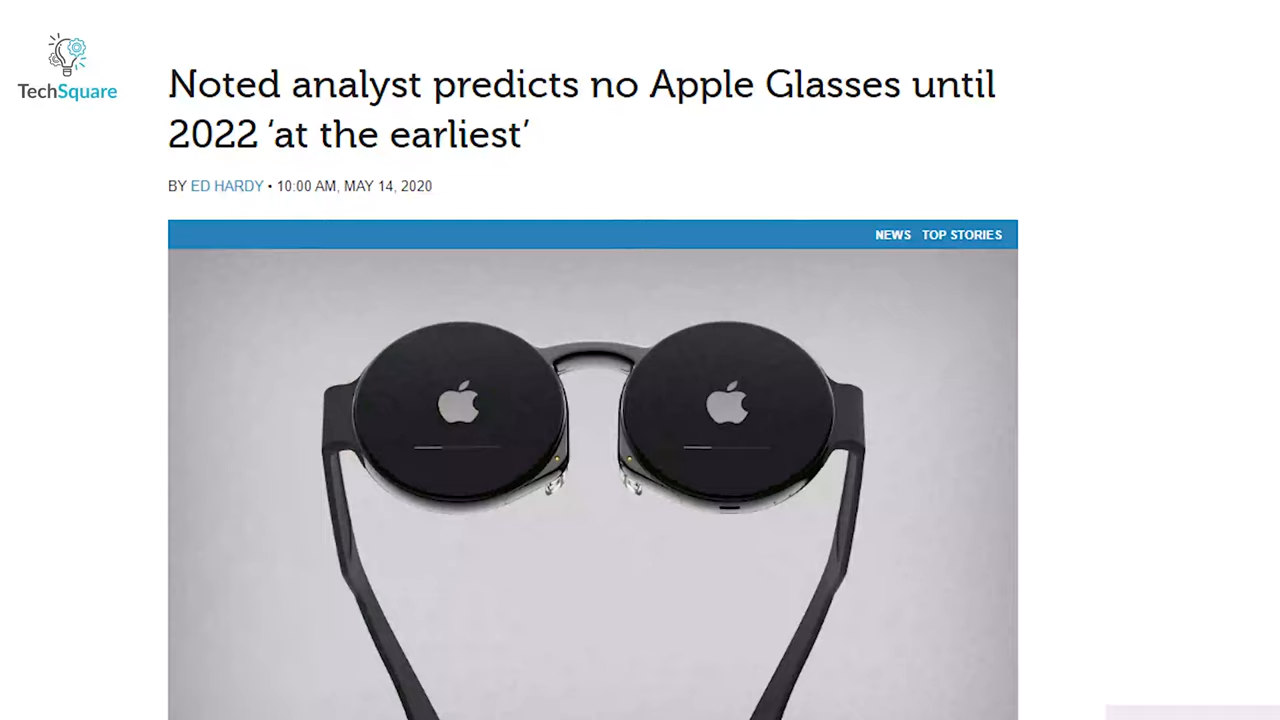 TechSquare
Noted analyst predicts no Apple Glasses until
2022 ‘at the earliest’
BY ED HARDY • 10:00 AM, MAY 14, 2020
NEWS TOP STORIES